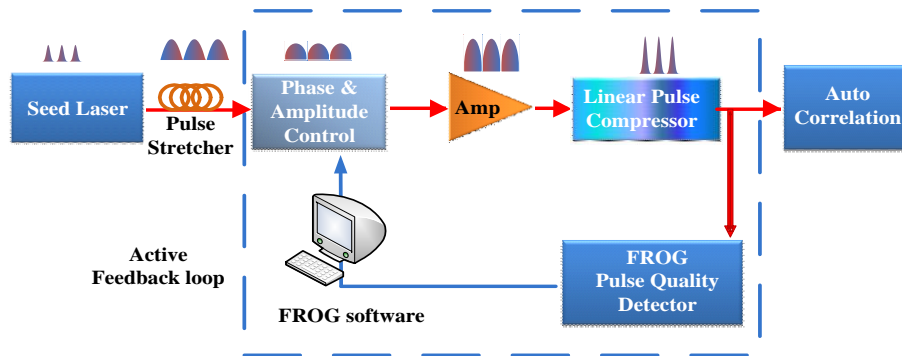 Seed Laser
Pulse
Stretcher
Phase &
Amplitude
Control
Amp
Linear Pulse
Compressor
Auto
Correlation
Active
Feedback loop
FROG software
FROG
Pulse Quality
Detector